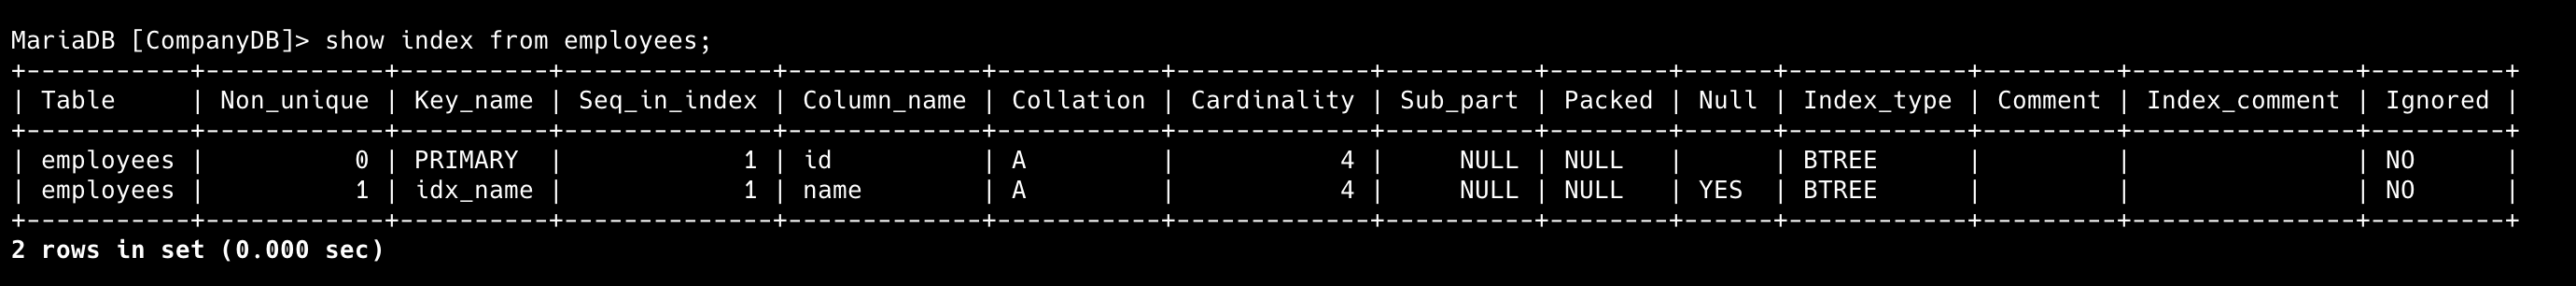 MariaDB [CompanyDB]> show index from employees;
+-----------+------------+----------+--------------+-------------+-----------+-------------+----------+--------+------+------------+---------+---------------+---------+
| Table     | Non_unique | Key_name | Seq_in_index | Column_name | Collation | Cardinality | Sub_part | Packed | Null | Index_type | Comment | Index_comment | Ignored |
+-----------+------------+----------+--------------+-------------+-----------+-------------+----------+--------+------+------------+---------+---------------+---------+
| employees |          0 | PRIMARY  |            1 | id          | A         |           4 |     NULL | NULL   |      | BTREE      |         |               | NO      |
| employees |          1 | idx_name |            1 | name        | A         |           4 |     NULL | NULL   | YES  | BTREE      |         |               | NO      |
+-----------+------------+----------+--------------+-------------+-----------+-------------+----------+--------+------+------------+---------+---------------+---------+
2 rows in set (0.000 sec)